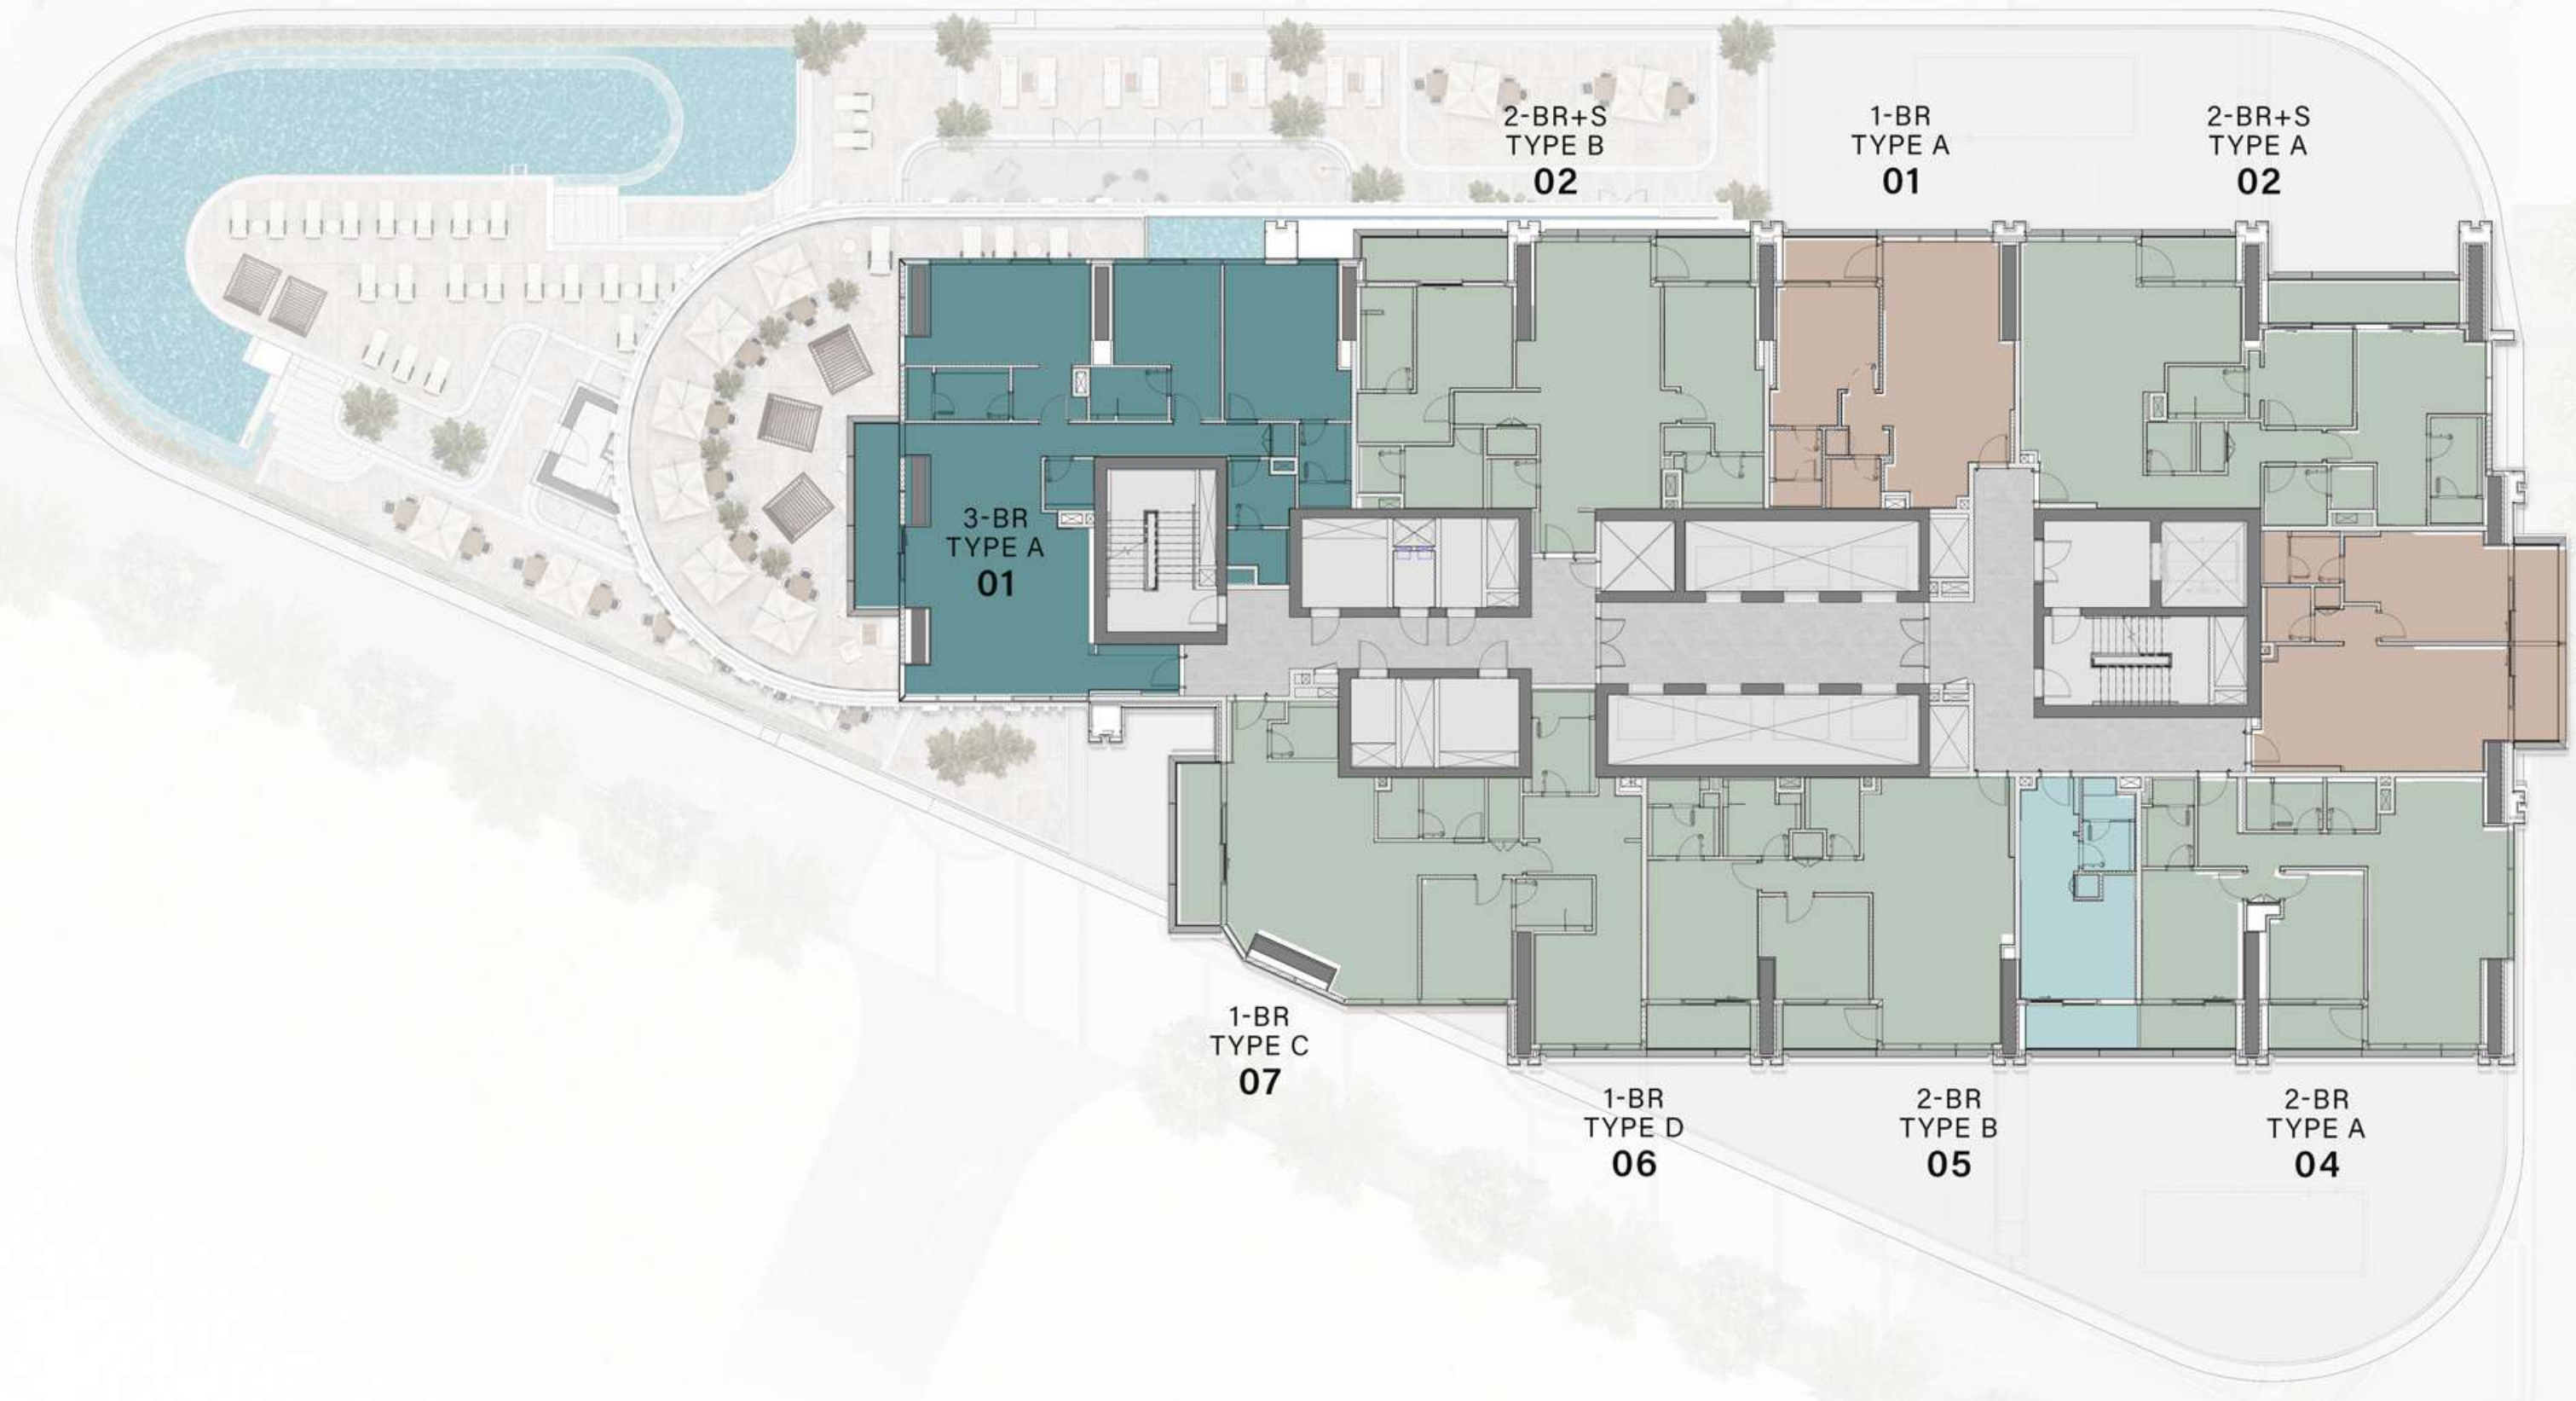 2-BR+S
TYPE B
02
1-BR
TYPE A
01
2-BR+S
TYPE A
02
3-BR
TYPE A
01
1-BR
TYPE C
07
1-BR
TYPE D
06
2-BR
TYPE B
05
2-BR
TYPE A
04